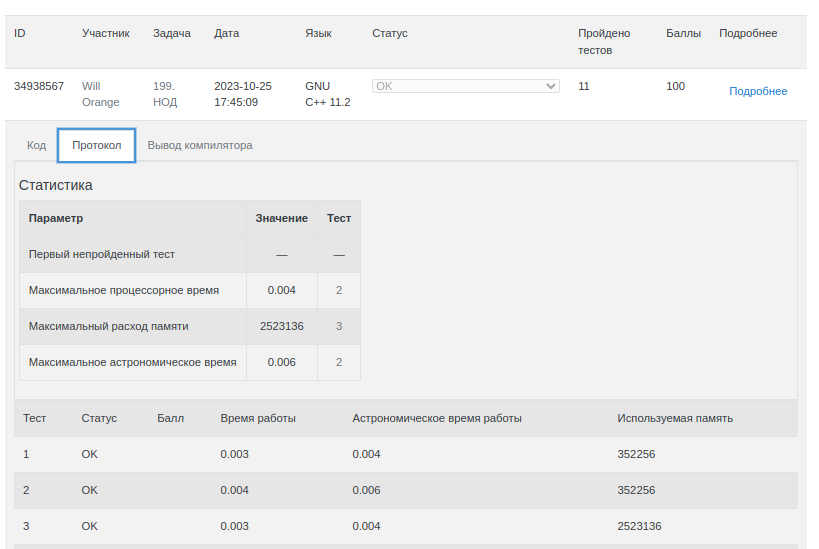 ID Участник Задача Дата Язык Статус Пройдено тестов Баллы Подробнее
34938567 Will Orange 199. НОД 2023-10-25 17:45:09 GNU C++ 11.2 OK 11 100 Подробнее
Код Протокол Вывод компилятора
Статистика
Параметр Значение Тест
Первый непройденный тест — —
Максимальное процессорное время 0.004 2
Максимальный расход памяти 2523136 3
Максимальное астрономическое время 0.006 2
Тест Статус Балл Время работы Астрономическое время работы Используемая память
1 OK 0.003 0.004 352256
2 OK 0.004 0.006 352256
3 OK 0.003 0.004 2523136